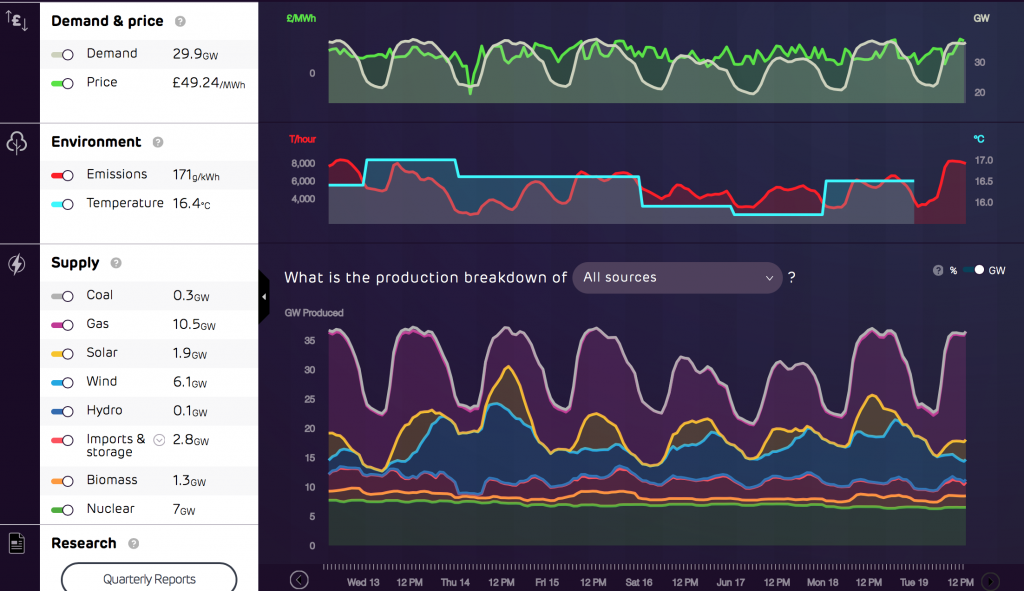 Demand & price ?
Demand 29.9GW
Price £49.24/MWh
Environment ?
Emissions 171g/kWh
Temperature 16.4°C
Supply ?
Coal 0.3GW
Gas 10.5GW
Solar 1.9GW
Wind 6.1GW
Hydro 0.1GW
Imports & storage 2.8GW
Biomass 1.3GW
Nuclear 7GW
Research ?
Quarterly Reports
£/MWh GW
0 30
20
T/hour °C
8,000 17.0
6,000 16.5
4,000 16.0
What is the production breakdown of All sources ?
? % GW
GW Produced
35
30
25
20
15
10
5
0
Wed 13 12 PM Thu 14 12 PM Fri 15 12 PM Sat 16 12 PM Jun 17 12 PM Mon 18 12 PM Tue 19 12 PM